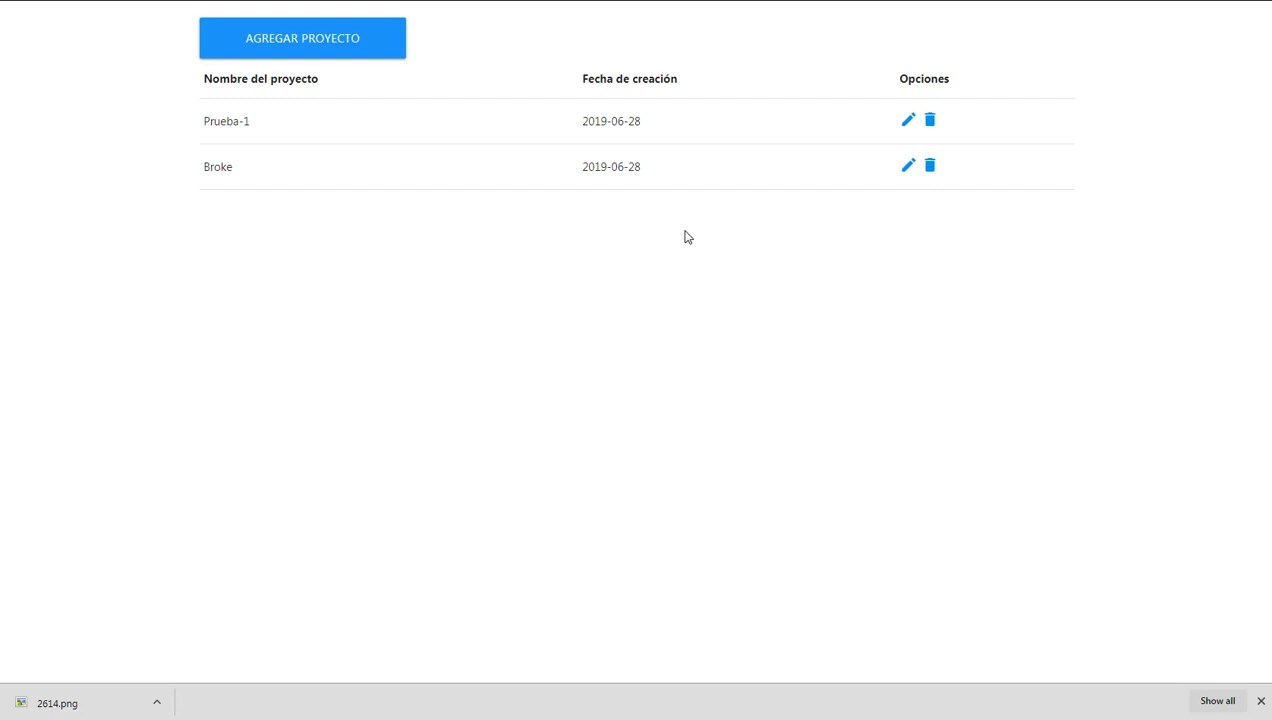 AGREGAR PROYECTO
Nombre del proyecto Fecha de creación Opciones
Prueba-1 2019-06-28
Broke 2019-06-28
2614.png Show all